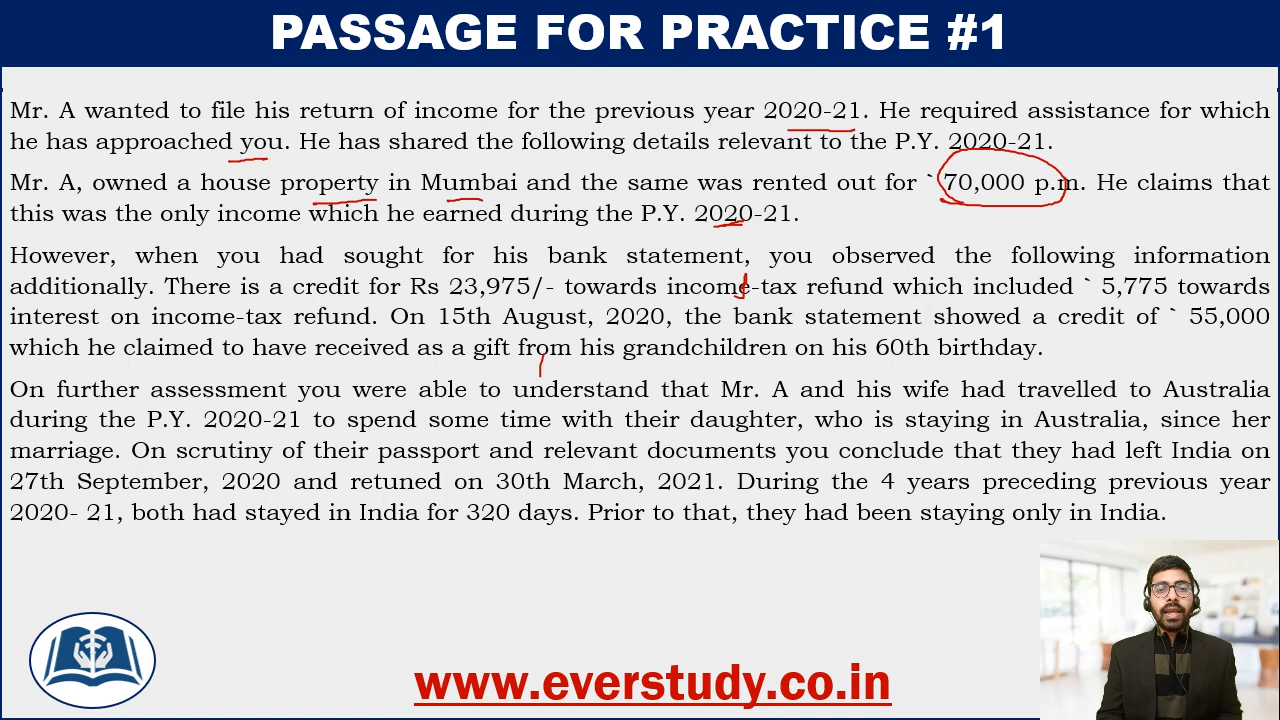 PASSAGE FOR PRACTICE #1
Mr. A wanted to file his return of income for the previous year 2020-21. He required assistance for which
he has approached you. He has shared the following details relevant to the P.Y. 2020-21.
Mr. A, owned a house property in Mumbai and the same was rented out for ` 70,000 p.m. He claims that
this was the only income which he earned during the P.Y. 2020-21.
However, when you had sought for his bank statement, you observed the following information
additionally. There is a credit for Rs 23,975/- towards income-tax refund which included ` 5,775 towards
interest on income-tax refund. On 15th August, 2020, the bank statement showed a credit of ` 55,000
which he claimed to have received as a gift from his grandchildren on his 60th birthday.
On further assessment you were able to understand that Mr. A and his wife had travelled to Australia
during the P.Y. 2020-21 to spend some time with their daughter, who is staying in Australia, since her
marriage. On scrutiny of their passport and relevant documents you conclude that they had left India on
27th September, 2020 and retuned on 30th March, 2021. During the 4 years preceding previous year
2020- 21, both had stayed in India for 320 days. Prior to that, they had been staying only in India.
www.everstudy.co.in